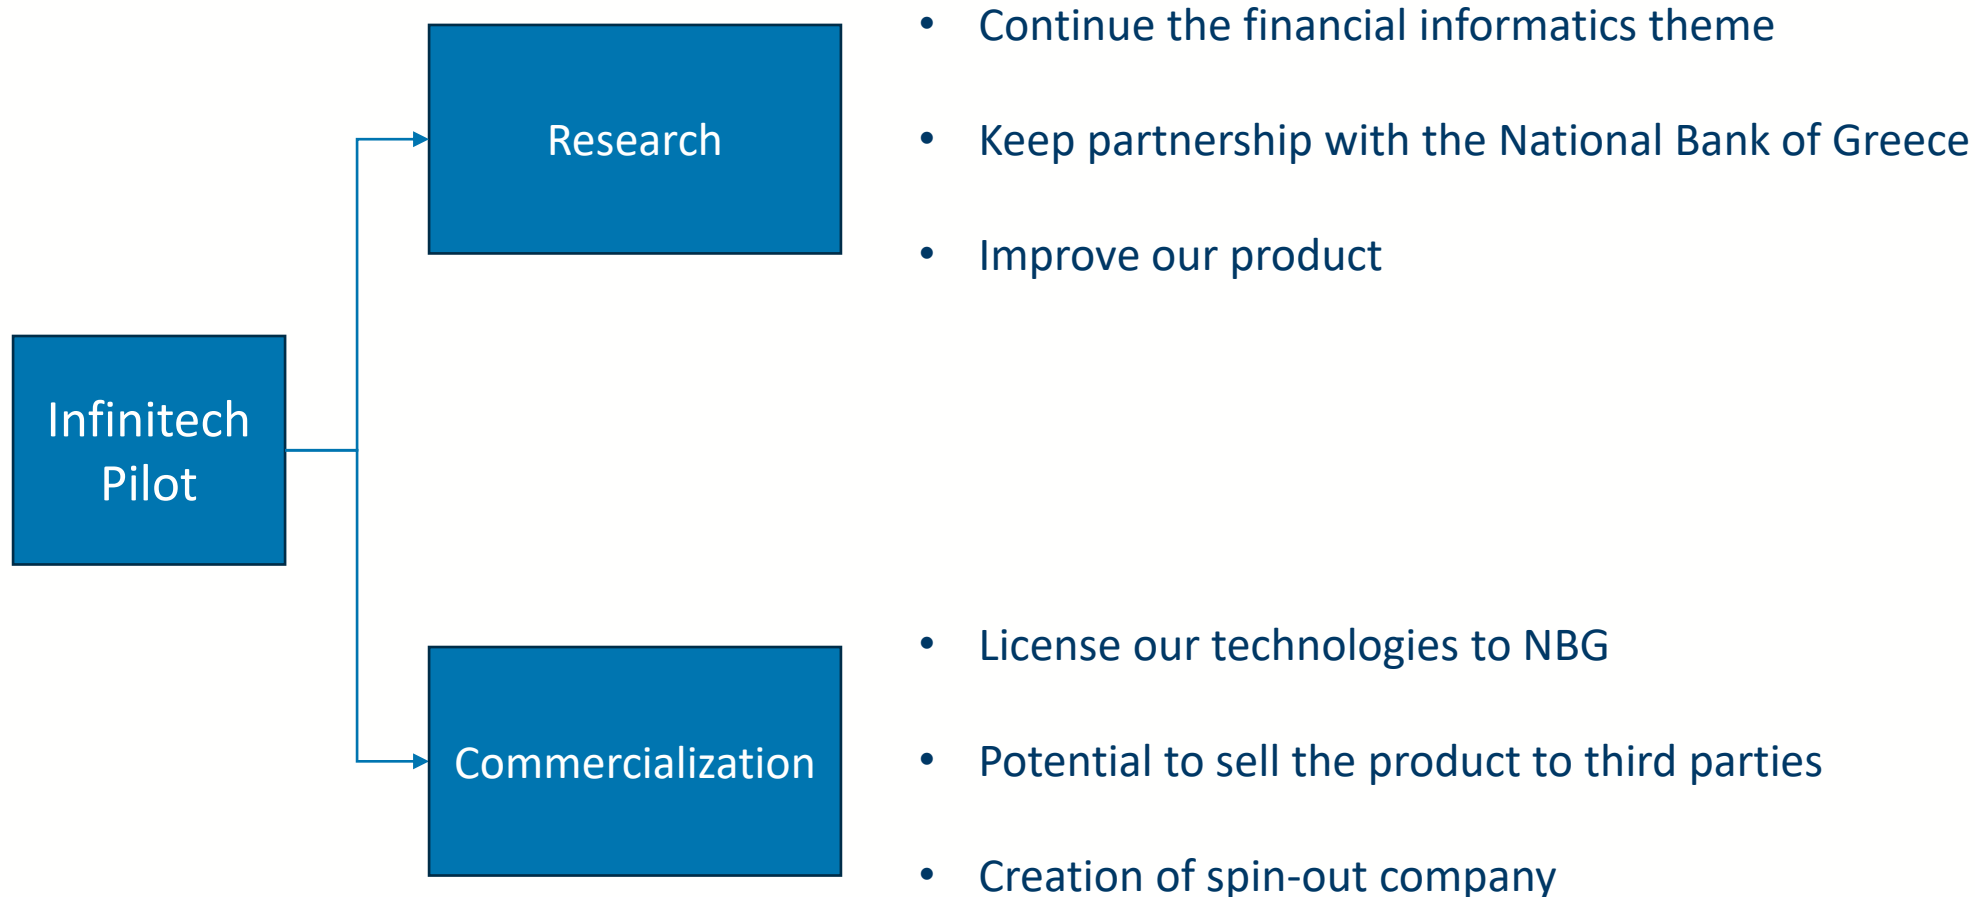 Infinitech
Pilot
Research
• Continue the financial informatics theme
• Keep partnership with the National Bank of Greece
• Improve our product
Commercialization
• License our technologies to NBG
• Potential to sell the product to third parties
• Creation of spin-out company